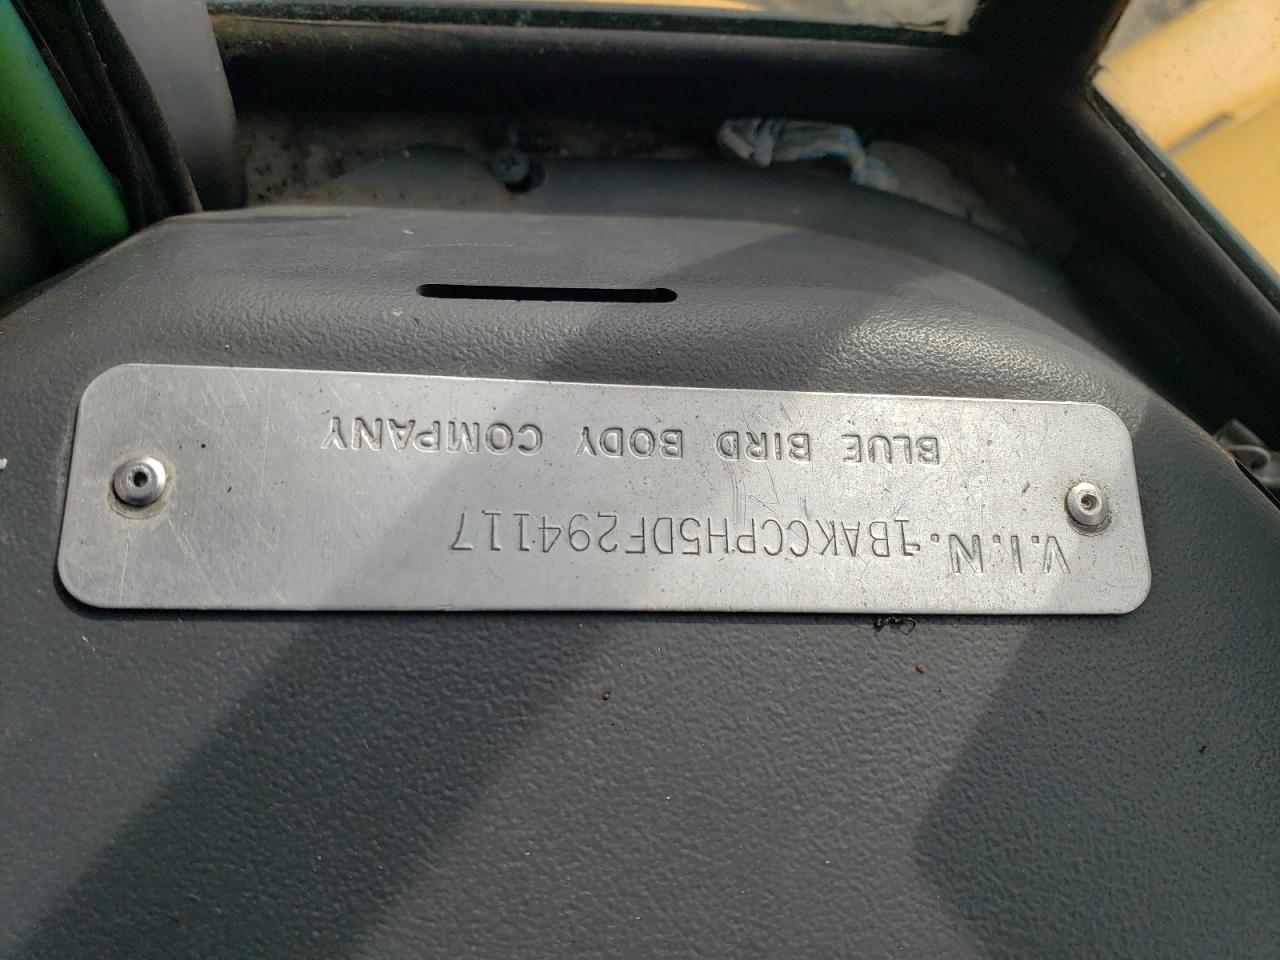 V.I.N. 1BAKCCPH5DF294117
BLUE BIRD BODY COMPANY